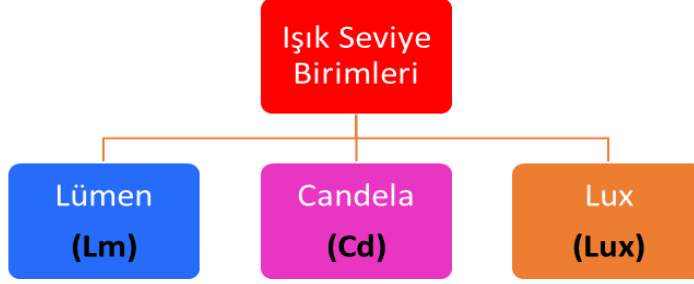 Işık Seviye
Birimleri
Lümen
(Lm)
Candela
(Cd)
Lux
(Lux)